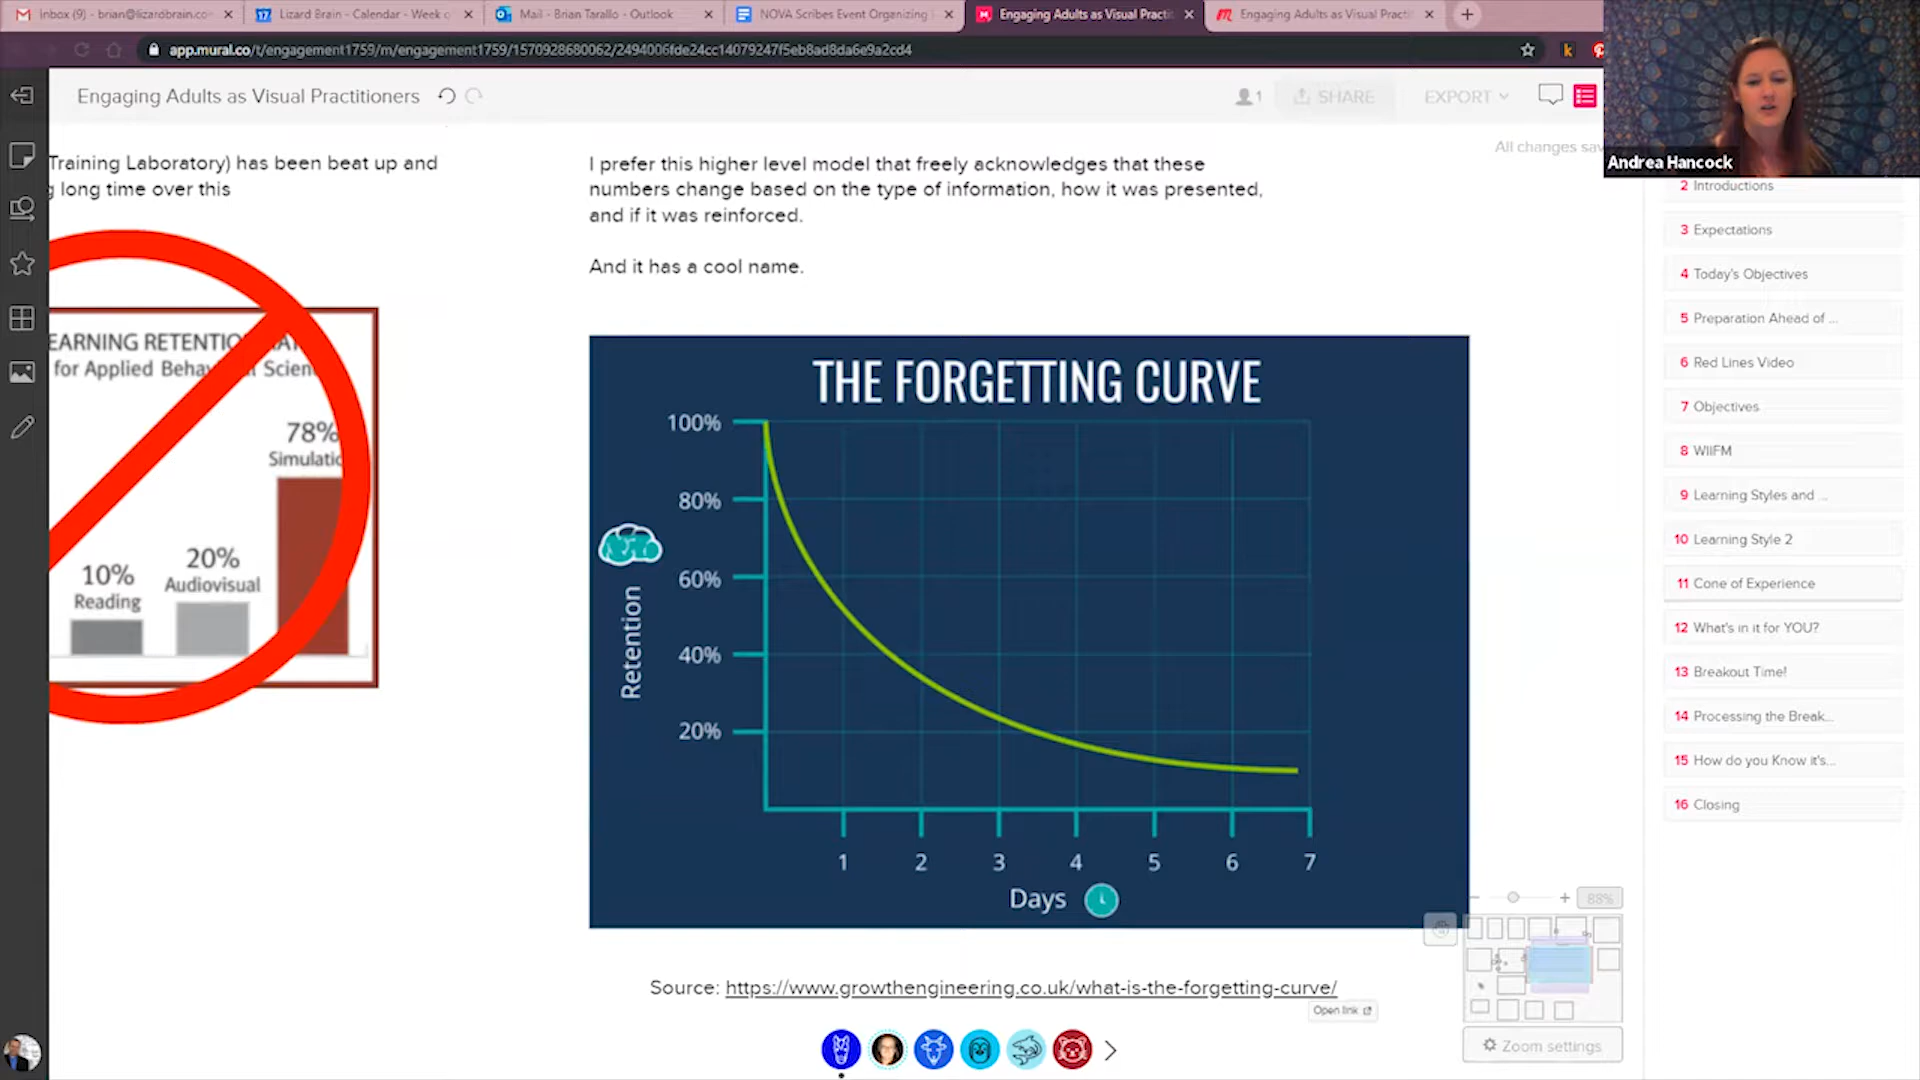 Inbox (9) - brian@lizardbrain.co
Lizard Brain - Calendar - Week o
Mail - Brian Tarallo - Outlook
NOVA Scribes Event Organizing
Engaging Adults as Visual Practiti
Engaging Adults as Visual Practiti
app.mural.co/t/engagement1759/m/engagement1759/1570928680062/2494006fde24cc14079247f5eb8ad8da6e9a2cd4
Engaging Adults as Visual Practitioners
1
SHARE
EXPORT
All changes sav
Andrea Hancock
Training Laboratory) has been beat up and
g long time over this
EARNING RETENTIO
for Applied Behav Scien
78%
Simulatio
20%
Audiovisual
10%
Reading
I prefer this higher level model that freely acknowledges that these
numbers change based on the type of information, how it was presented,
and if it was reinforced.
And it has a cool name.
THE FORGETTING CURVE
100%
80%
60%
40%
20%
Retention
1 2 3 4 5 6 7
Days
Source: https://www.growthengineering.co.uk/what-is-the-forgetting-curve/
Open link
2 Introductions
3 Expectations
4 Today's Objectives
5 Preparation Ahead of ...
6 Red Lines Video
7 Objectives
8 WIIFM
9 Learning Styles and ...
10 Learning Style 2
11 Cone of Experience
12 What's in it for YOU?
13 Breakout Time!
14 Processing the Break...
15 How do you Know it's...
16 Closing
88%
Zoom settings